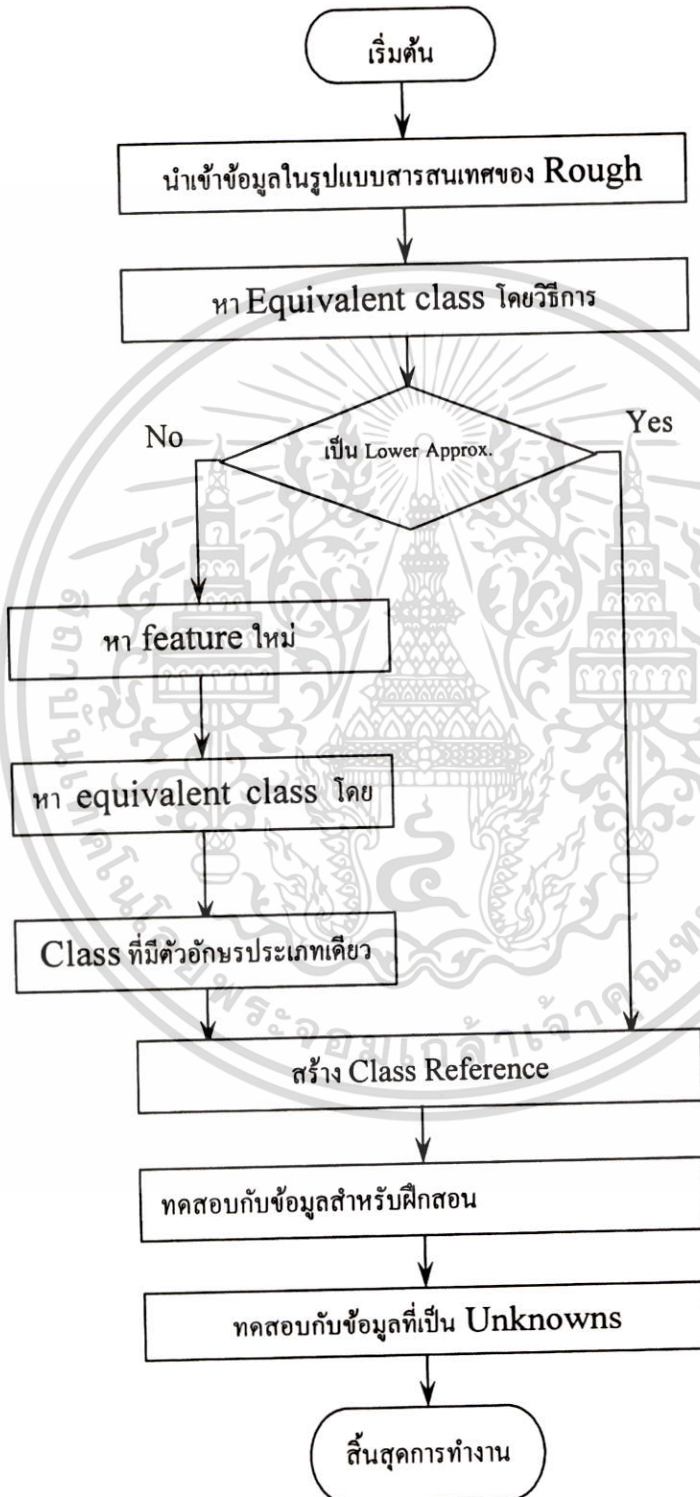 เริ่มต้น
นำเข้าข้อมูลในรูปแบบสารสนเทศของ Rough
หา Equivalent class โดยวิธีการ
เป็น Lower Approx.
No
Yes
หา feature ใหม่
หา equivalent class โดย
Class ที่มีตัวอักษรประเภทเดียว
สร้าง Class Reference
ทดสอบกับข้อมูลสำหรับฝึกสอน
ทดสอบกับข้อมูลที่เป็น Unknowns
สิ้นสุดการทำงาน